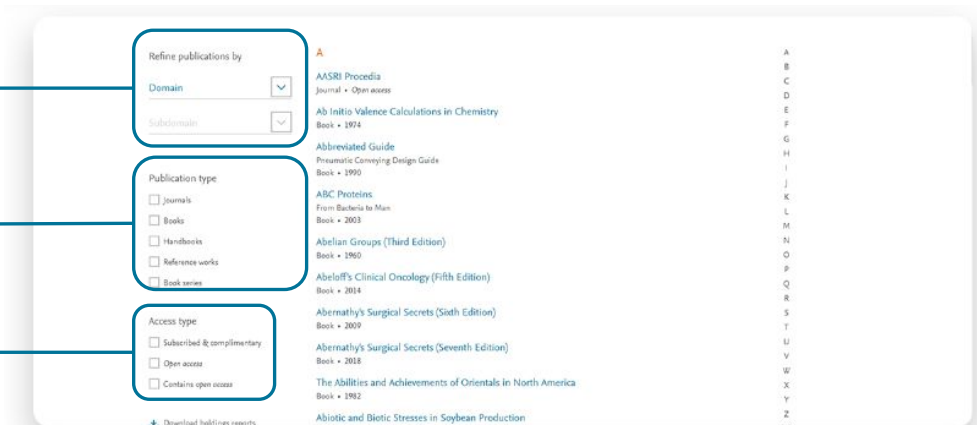 Refine publications by
Domain
Subdomain
Publication type
Journals
Books
Handbooks
Reference works
Book series
Access type
Subscribed & complimentary
Open access
Contains open access
Download holdings reports
A
AASRI Procedia
Journal • Open access
Ab Initio Valence Calculations in Chemistry
Book • 1974
Abbreviated Guide
Pneumatic Conveying Design Guide
Book • 1990
ABC Proteins
From Bacteria to Man
Book • 2003
Abelian Groups (Third Edition)
Book • 1960
Abeloff's Clinical Oncology (Fifth Edition)
Book • 2014
Abernathy's Surgical Secrets (Sixth Edition)
Book • 2009
Abernathy's Surgical Secrets (Seventh Edition)
Book • 2018
The Abilities and Achievements of Orientals in North America
Book • 1982
Abiotic and Biotic Stresses in Soybean Production
A
B
C
D
E
F
G
H
I
J
K
L
M
N
O
P
Q
R
S
T
U
V
W
X
Y
Z